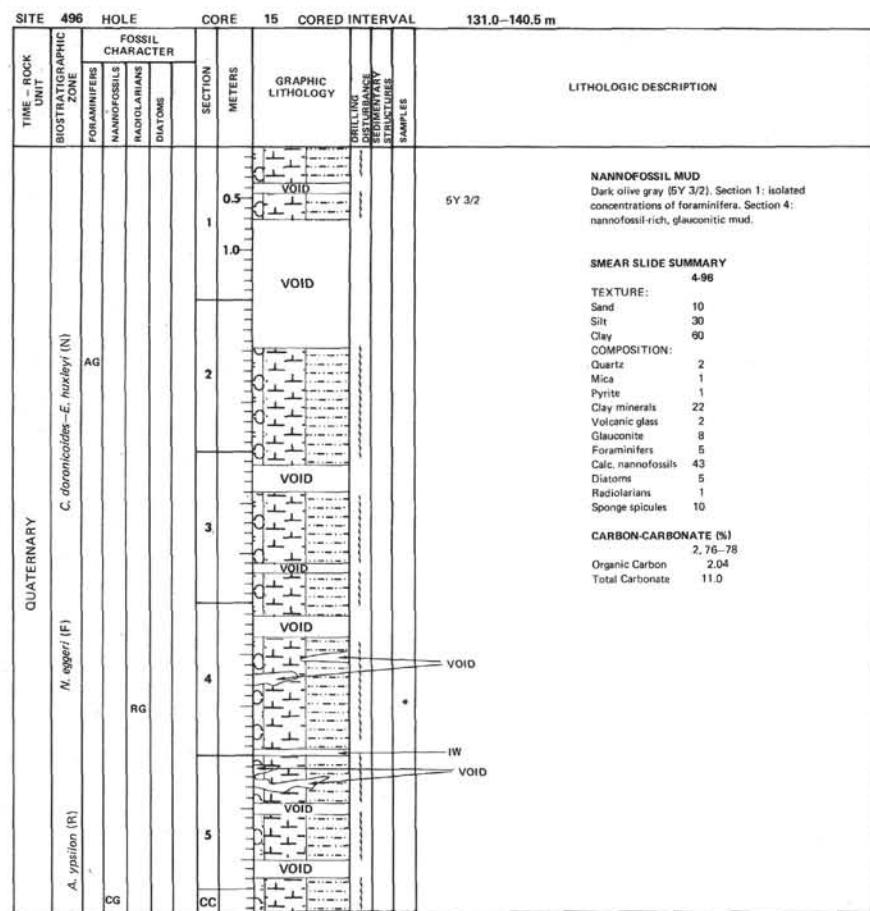 SITE 496 HOLE CORE 15 CORED INTERVAL 131.0–140.5 m
TIME – ROCK UNIT
BIOSTRATIGRAPHIC ZONE
FOSSIL CHARACTER
FORAMINIFERS
NANNOFOSSILS
RADIOLARIANS
DIATOMS
SECTION
METERS
GRAPHIC LITHOLOGY
DRILLING DISTURBANCE
SEDIMENTARY STRUCTURES
SAMPLES
LITHOLOGIC DESCRIPTION
QUATERNARY
C. doronicoides–E. huxleyi (N)
N. eggeri (F)
A. ypsilon (R)
AG
RG
CG
1
2
3
4
5
CC
0.5
1.0
VOID
VOID
VOID
VOID
VOID
VOID
VOID
VOID
IW
VOID
*
5Y 3/2
NANNOFOSSIL MUD
Dark olive gray (5Y 3/2). Section 1: isolated
concentrations of foraminifera. Section 4:
nannofossil-rich, glauconitic mud.
SMEAR SLIDE SUMMARY
4-96
TEXTURE:
Sand 10
Silt 30
Clay 60
COMPOSITION:
Quartz 2
Mica 1
Pyrite 1
Clay minerals 22
Volcanic glass 2
Glauconite 8
Foraminifers 5
Calc. nannofossils 43
Diatoms 5
Radiolarians 1
Sponge spicules 10
CARBON-CARBONATE (%)
2, 76–78
Organic Carbon 2.04
Total Carbonate 11.0